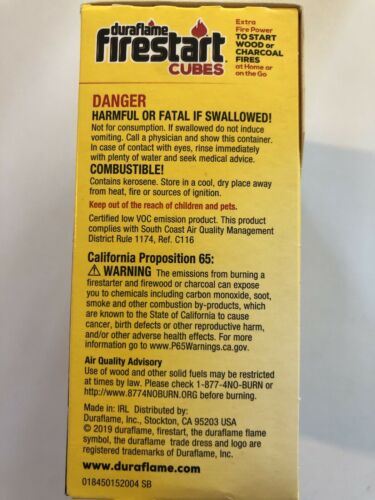 duraflame
firestart
CUBES
Extra
Fire Power
TO START
WOOD or
CHARCOAL
FIRES
at Home or
on the Go
DANGER
HARMFUL OR FATAL IF SWALLOWED!
Not for consumption. If swallowed do not induce
vomiting. Call a physician and show this container.
In case of contact with eyes, rinse immediately
with plenty of water and seek medical advice.
COMBUSTIBLE!
Contains kerosene. Store in a cool, dry place away
from heat, fire or sources of ignition.
Keep out of the reach of children and pets.
Certified low VOC emission product. This product
complies with South Coast Air Quality Management
District Rule 1174, Ref. C116
California Proposition 65:
⚠ WARNING The emissions from burning a
firestarter and firewood or charcoal can expose
you to chemicals including carbon monoxide, soot,
smoke and other combustion by-products, which
are known to the State of California to cause
cancer, birth defects or other reproductive harm,
and/or other adverse health effects. For more
information go to www.P65Warnings.ca.gov.
Air Quality Advisory
Use of wood and other solid fuels may be restricted
at times by law. Please check 1-877-4NO-BURN or
http://www.8774NOBURN.ORG before burning.
Made in: IRL Distributed by:
Duraflame, Inc., Stockton, CA 95203 USA
© 2019 duraflame, firestart, the duraflame flame
symbol, the duraflame trade dress and logo are
registered trademarks of Duraflame, Inc.
www.duraflame.com
018450152004 SB